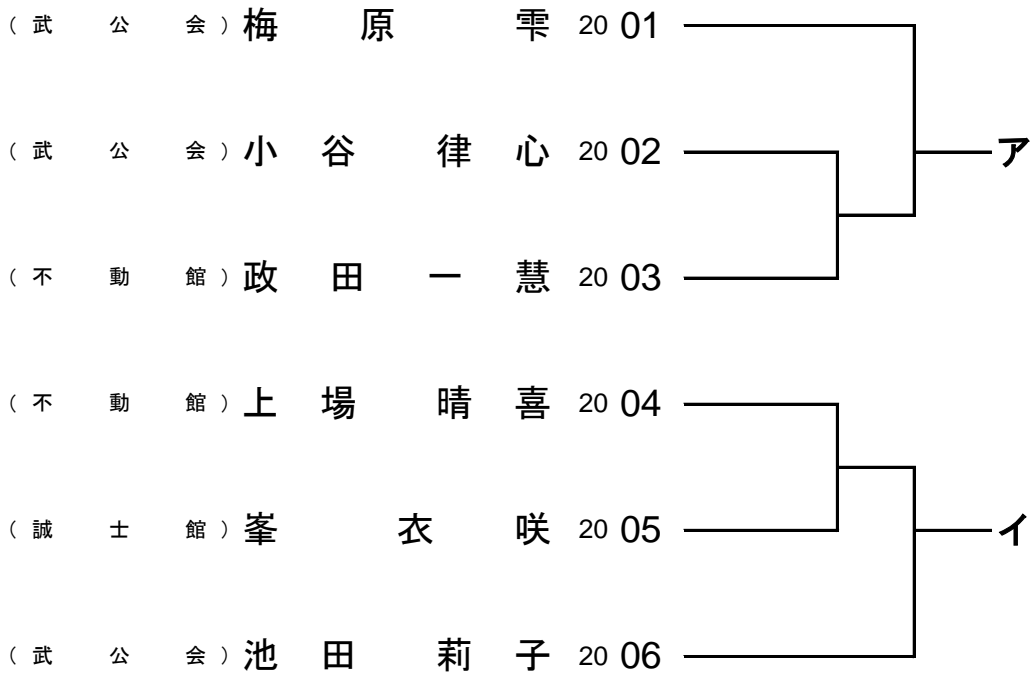 (武公会) 梅原 雫 20 01
(武公会) 小谷 律心 20 02
ア
(不動館) 政田一慧 20 03
(不動館) 上場 晴喜 20 04
(誠士館) 峯 衣咲 20 05
イ
(武公会) 池田 莉子 20 06